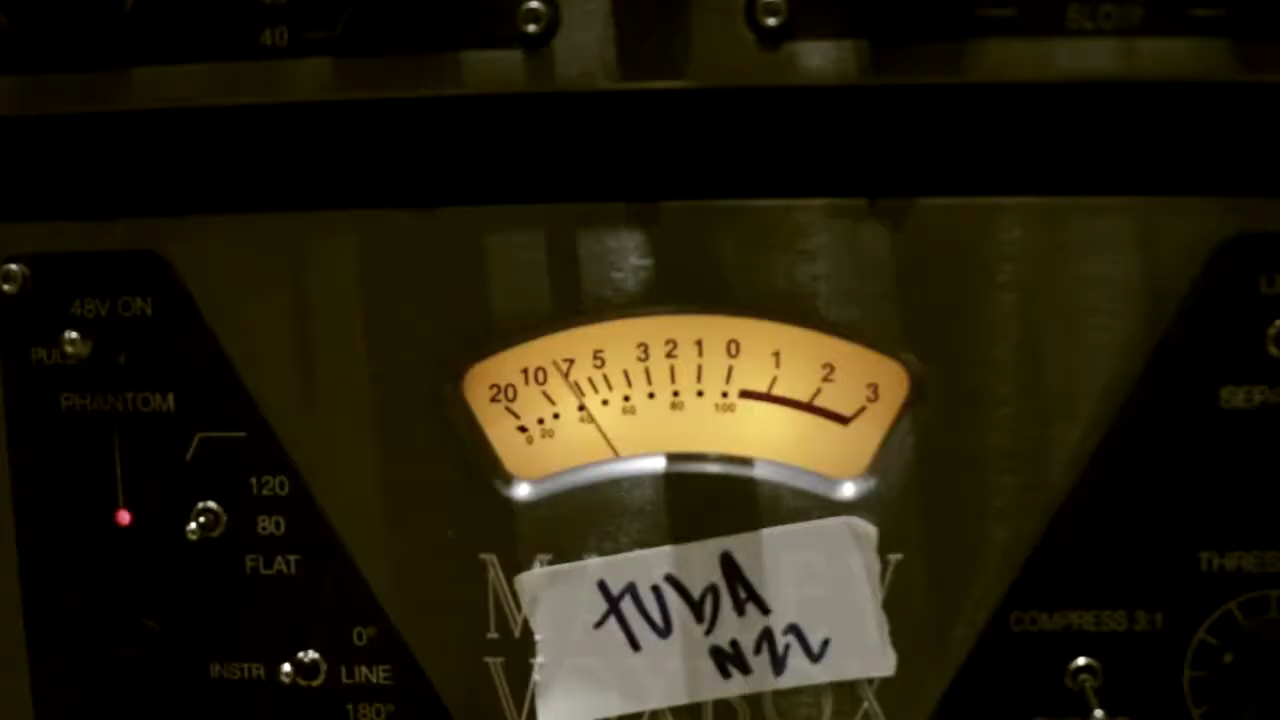 40
SLOW
48V ON
PHANTOM
120
80
FLAT
0°
INSTR
LINE
180°
20 10 7 5 3 2 1 0 1 2 3
0 20 40 60 80 100
tubA
N22
COMPRESS 3:1